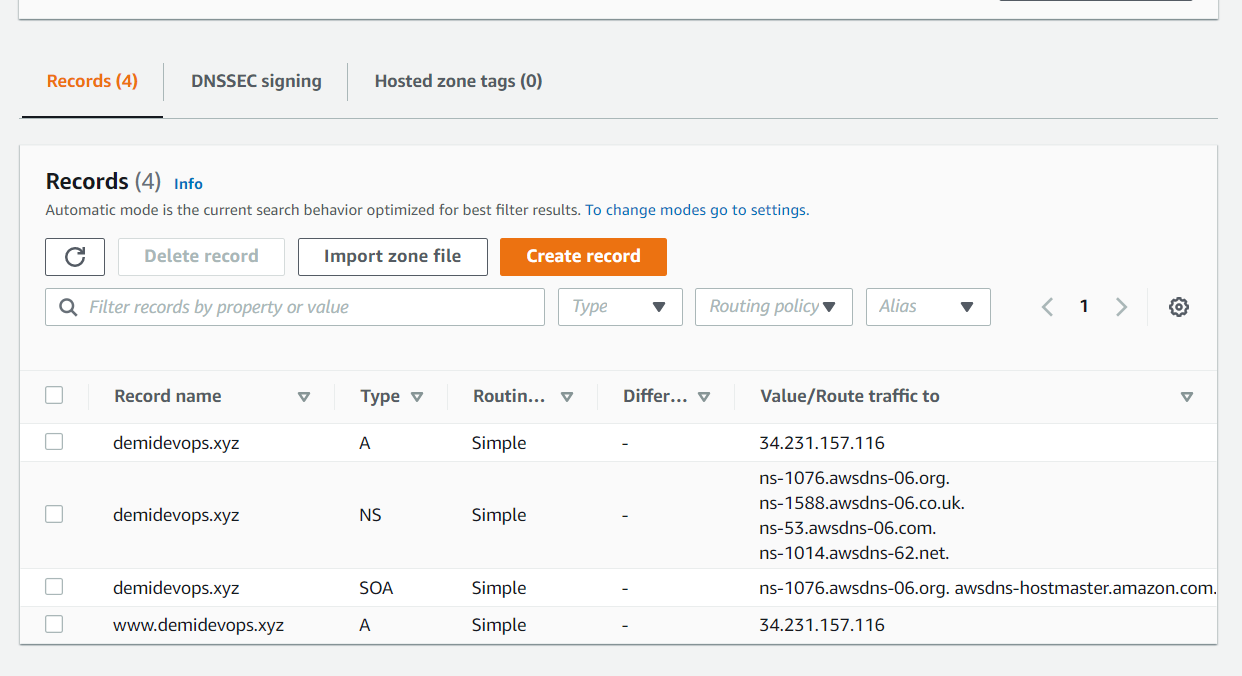 Records (4) DNSSEC signing Hosted zone tags (0)
Records (4) Info
Automatic mode is the current search behavior optimized for best filter results. To change modes go to settings.
Delete record Import zone file Create record
Filter records by property or value Type Routing policy Alias 1
Record name Type Routin... Differ... Value/Route traffic to
demidevops.xyz A Simple - 34.231.157.116
ns-1076.awsdns-06.org.
ns-1588.awsdns-06.co.uk.
demidevops.xyz NS Simple -
ns-53.awsdns-06.com.
ns-1014.awsdns-62.net.
demidevops.xyz SOA Simple - ns-1076.awsdns-06.org. awsdns-hostmaster.amazon.com.
www.demidevops.xyz A Simple - 34.231.157.116